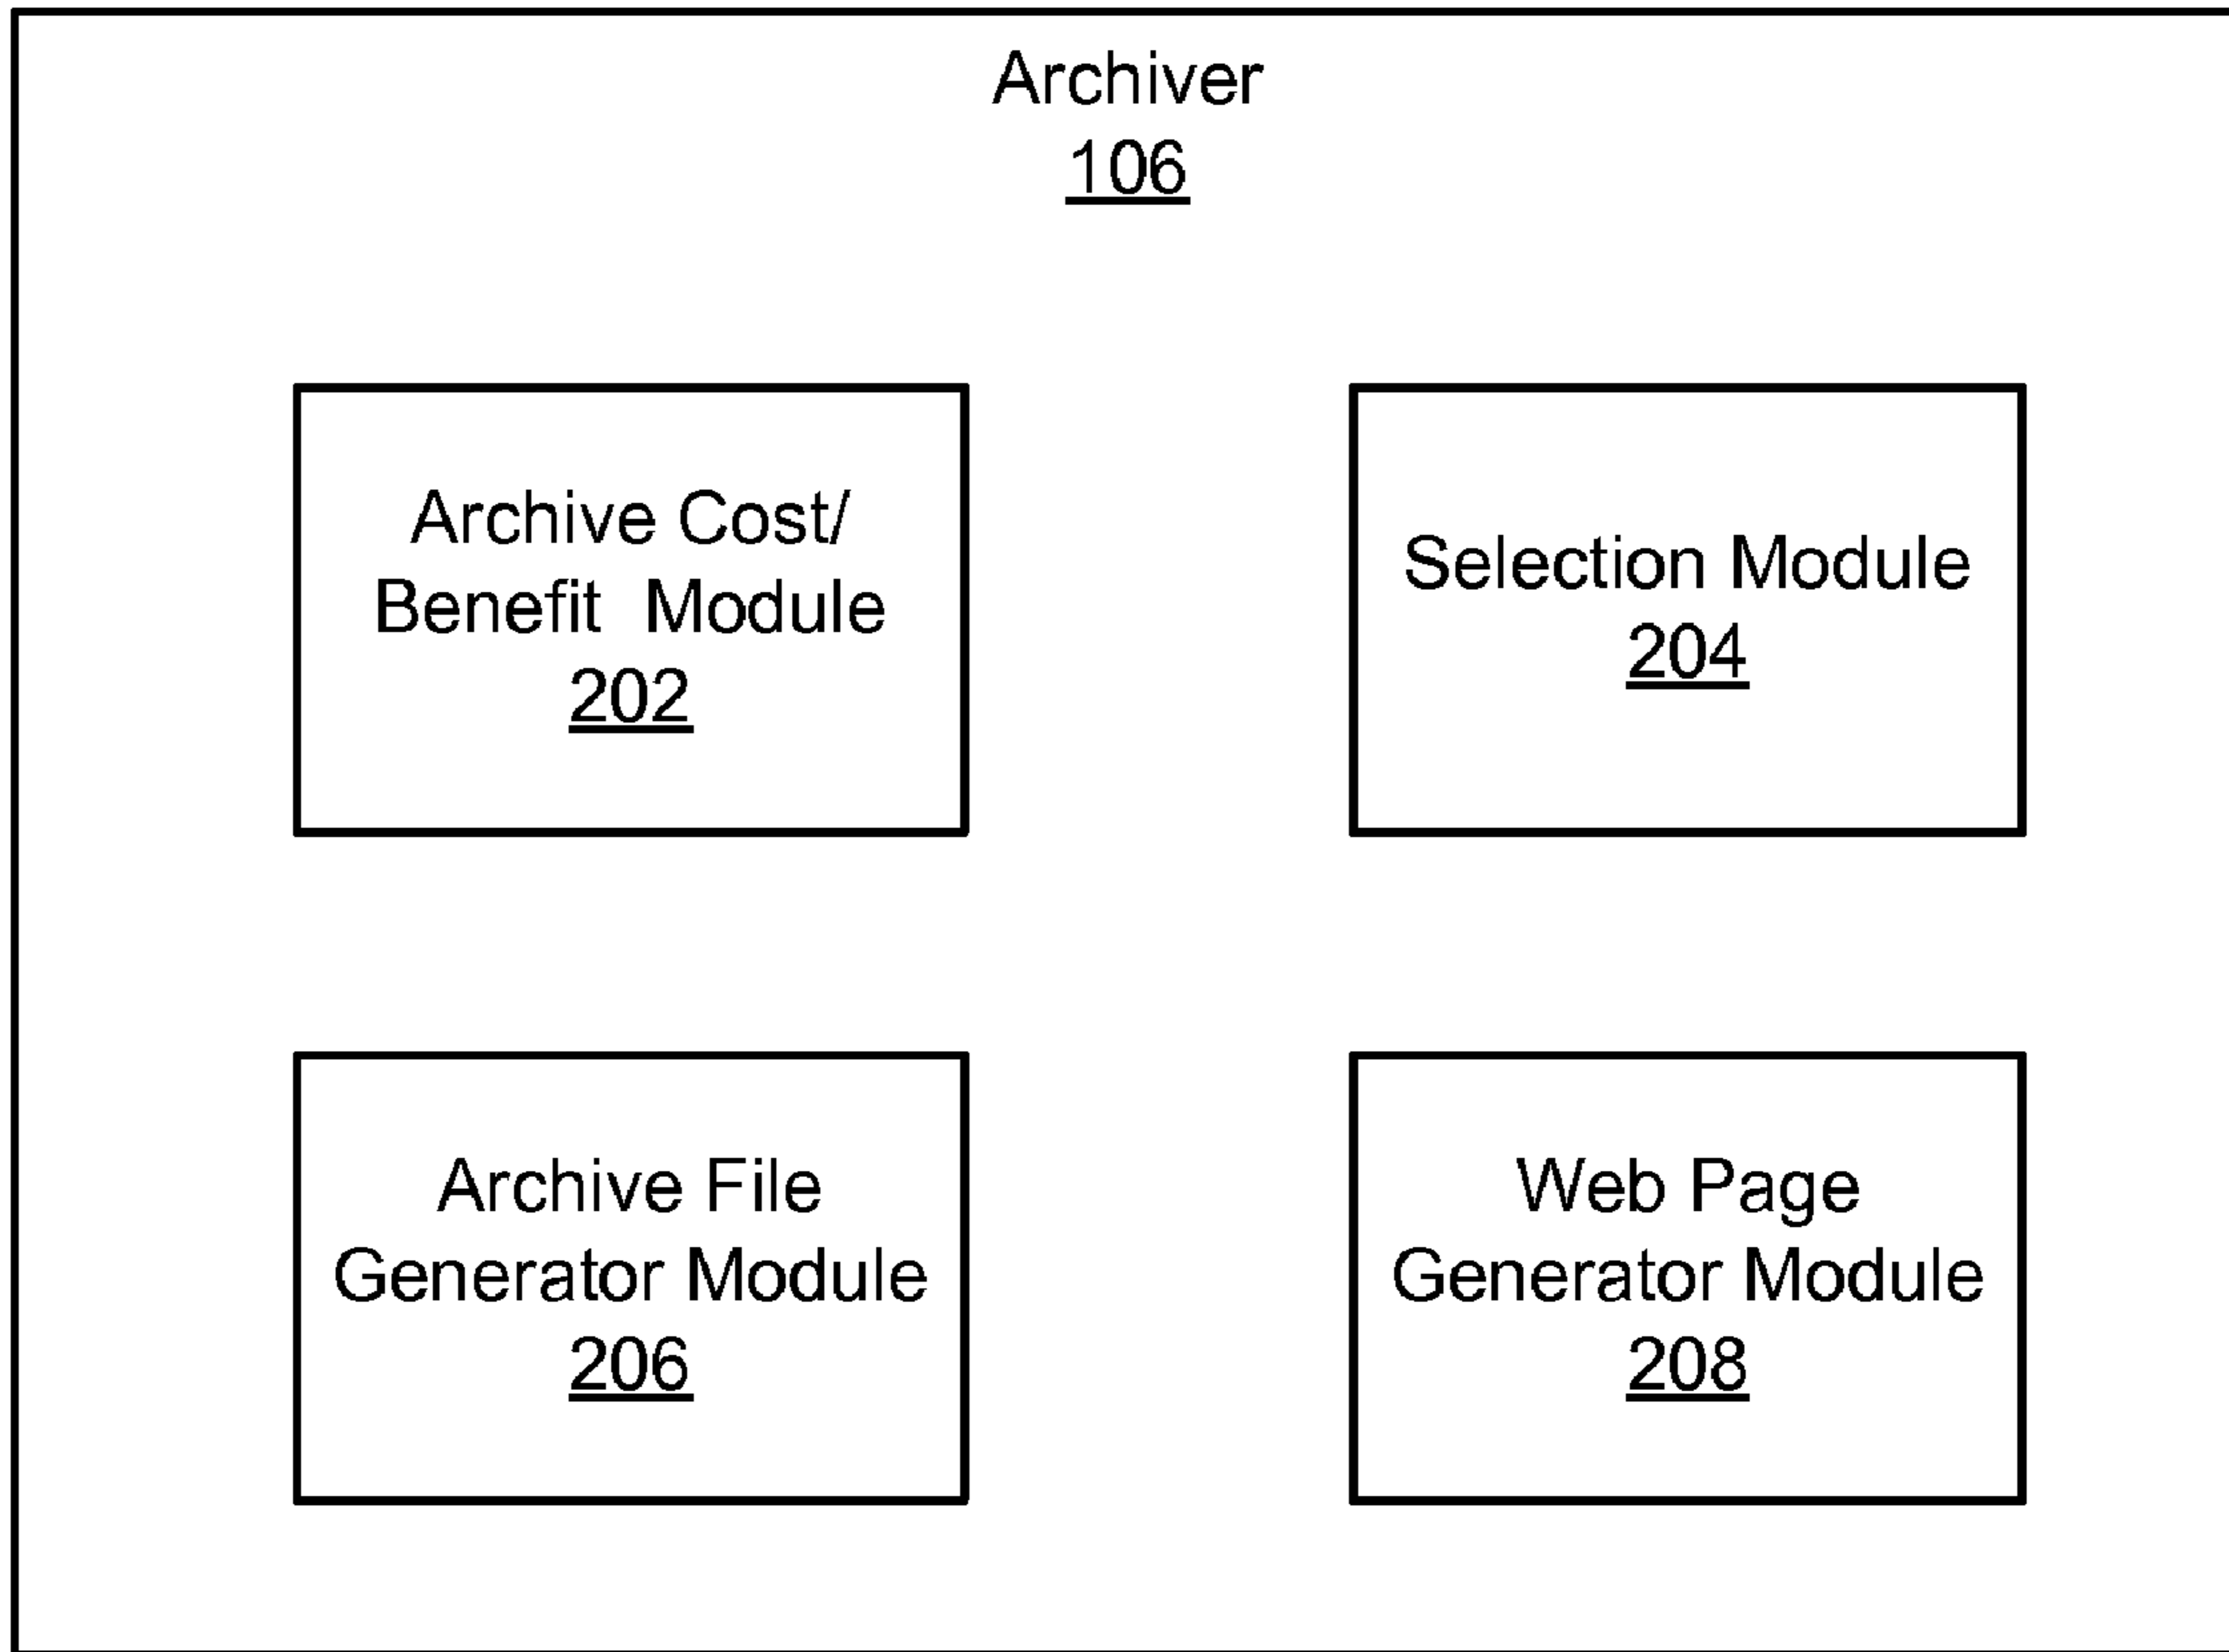 Archiver
106
Archive Cost/
Benefit Module
202
Selection Module
204
Archive File
Generator Module
206
Web Page
Generator Module
208